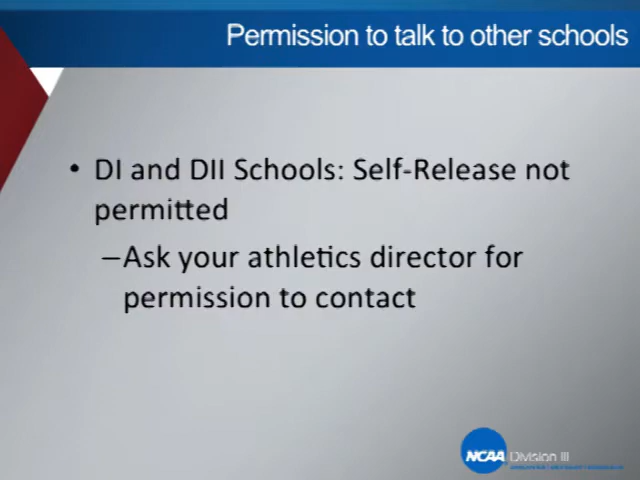 Permission to talk to other schools
• DI and DII Schools: Self-Release not
permitted
–Ask your athletics director for
permission to contact
NCAA Division III